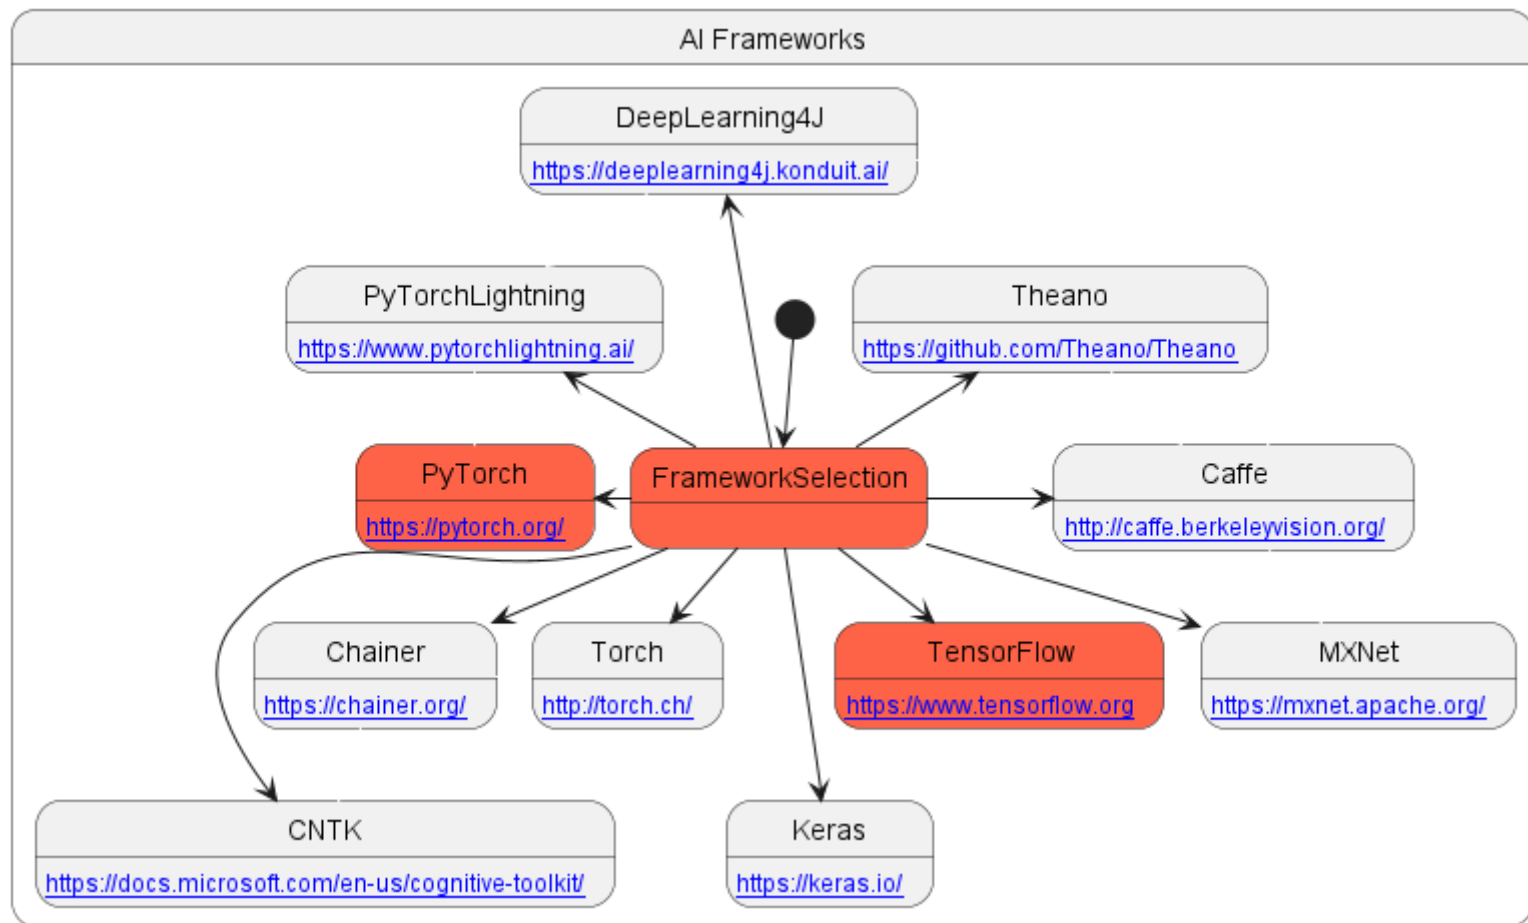 AI Frameworks
DeepLearning4J
https://deeplearning4j.konduit.ai/
PyTorchLightning
https://www.pytorchlightning.ai/
Theano
https://github.com/Theano/Theano
PyTorch
https://pytorch.org/
FrameworkSelection
Caffe
http://caffe.berkeleyvision.org/
Chainer
https://chainer.org/
Torch
http://torch.ch/
TensorFlow
https://www.tensorflow.org
MXNet
https://mxnet.apache.org/
CNTK
https://docs.microsoft.com/en-us/cognitive-toolkit/
Keras
https://keras.io/